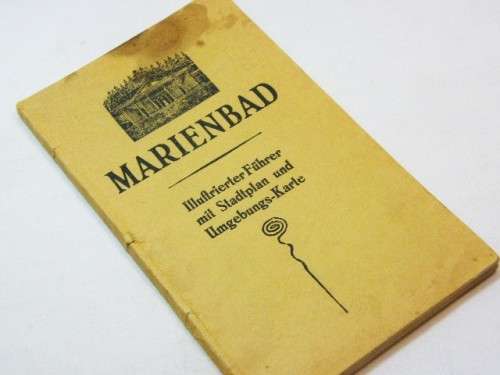 MARIENBAD
Illustrierter Führer
mit Stadtplan und
Umgebungs-Karte